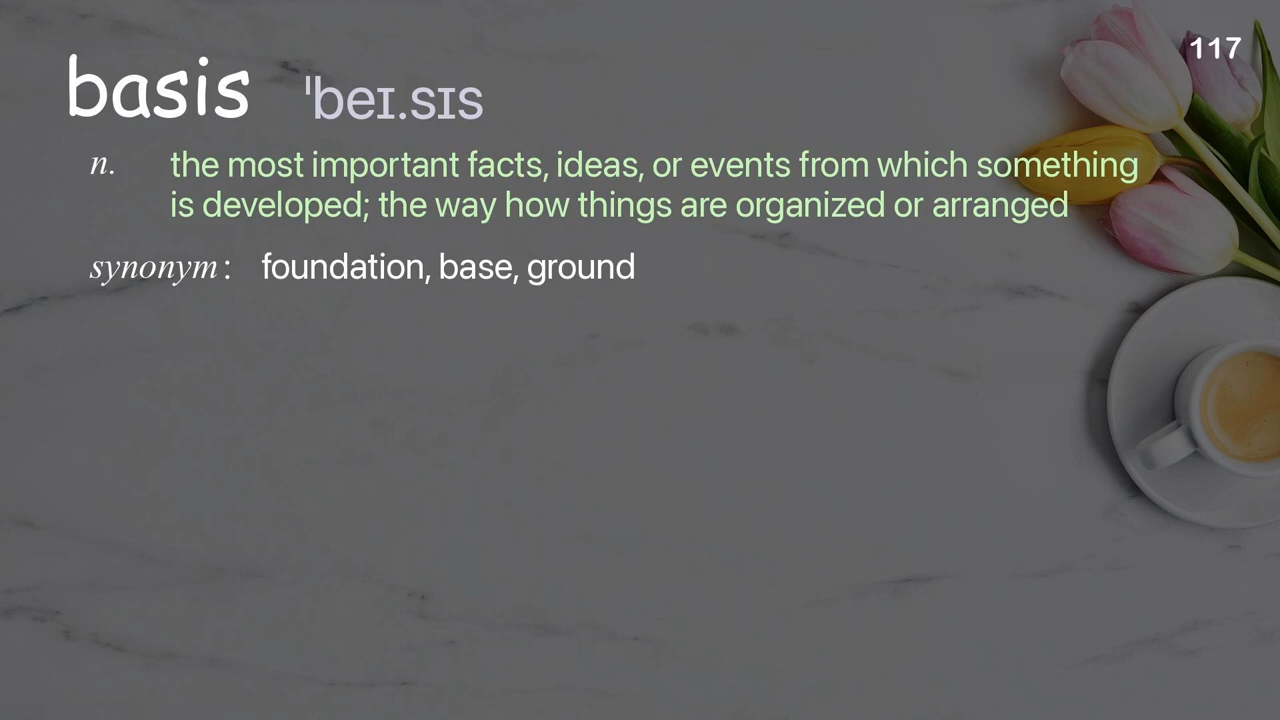 117
basis ˈbeɪ.sɪs
n. the most important facts, ideas, or events from which something
is developed; the way how things are organized or arranged
synonym: foundation, base, ground